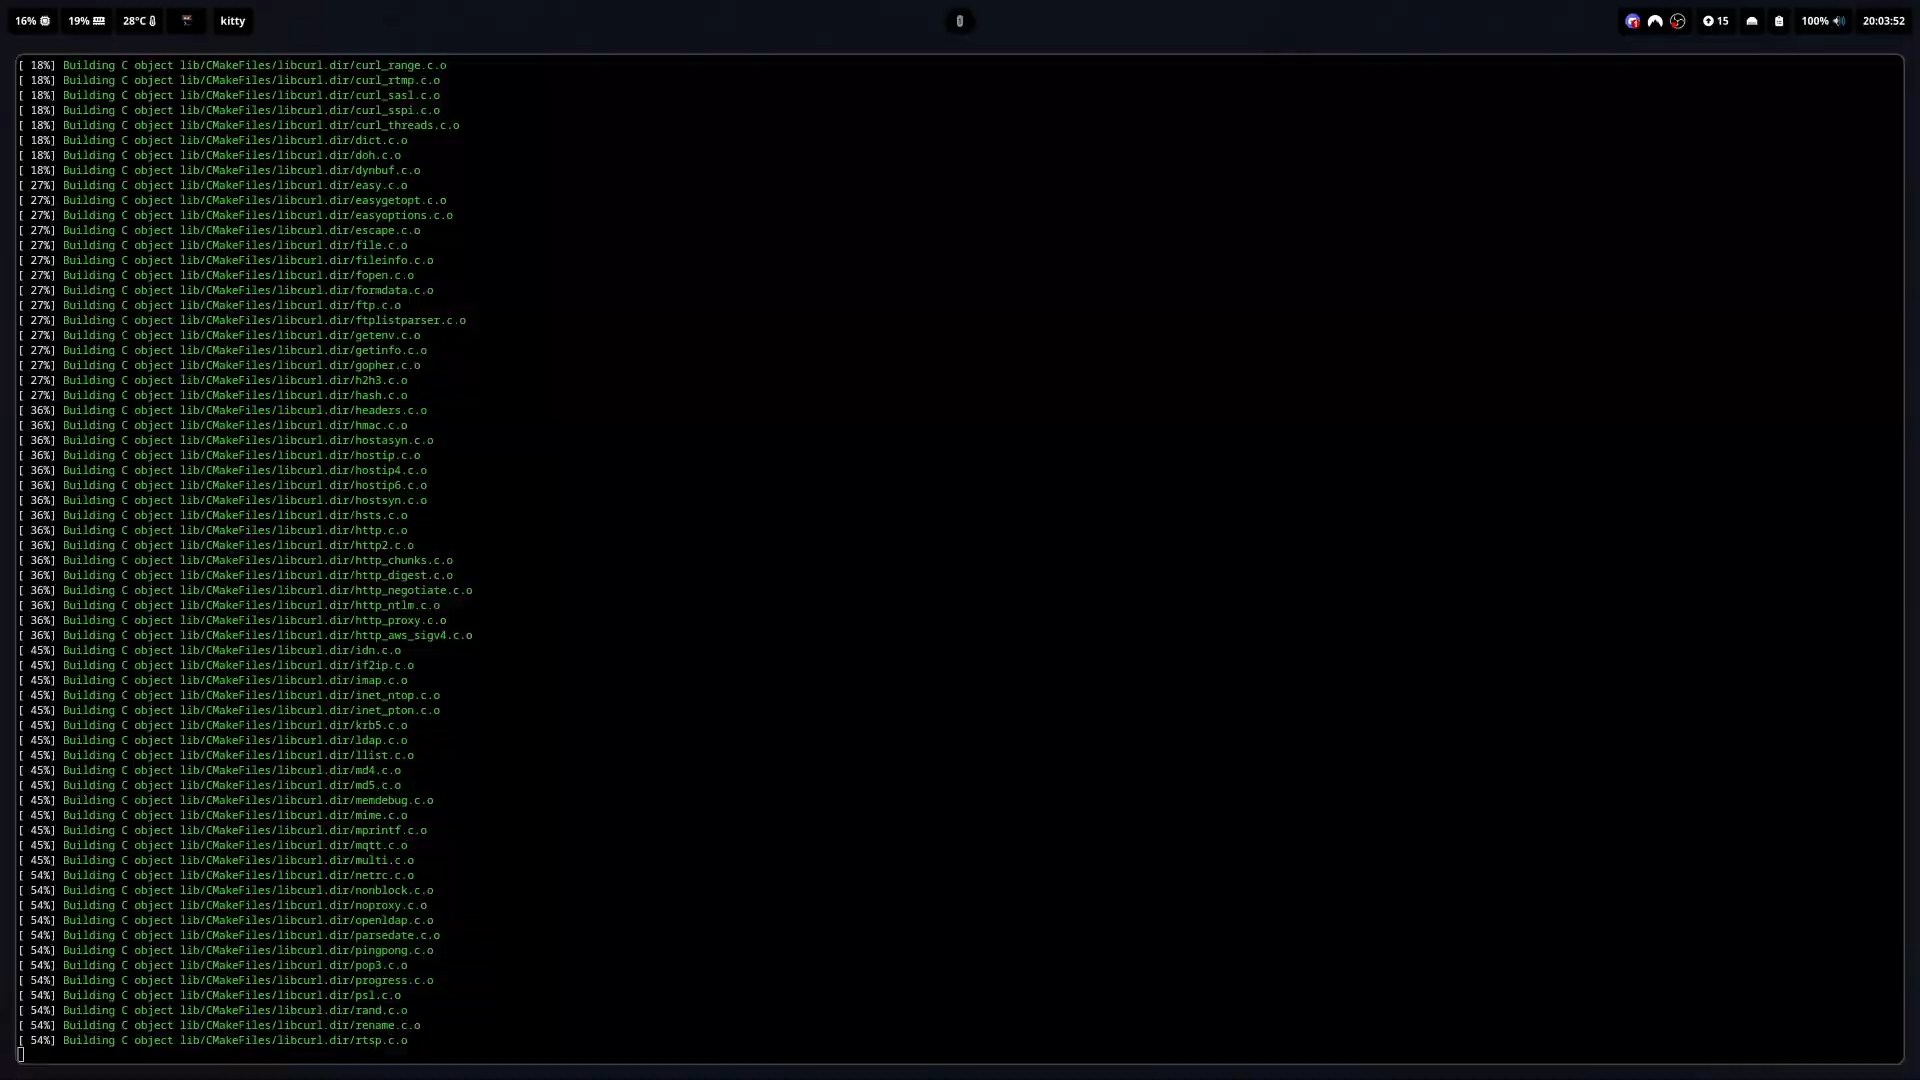 16%
19%
28°C
kitty
15
100%
20:03:52
[ 18%] Building C object lib/CMakeFiles/libcurl.dir/curl_range.c.o
[ 18%] Building C object lib/CMakeFiles/libcurl.dir/curl_rtmp.c.o
[ 18%] Building C object lib/CMakeFiles/libcurl.dir/curl_sasl.c.o
[ 18%] Building C object lib/CMakeFiles/libcurl.dir/curl_sspi.c.o
[ 18%] Building C object lib/CMakeFiles/libcurl.dir/curl_threads.c.o
[ 18%] Building C object lib/CMakeFiles/libcurl.dir/dict.c.o
[ 18%] Building C object lib/CMakeFiles/libcurl.dir/doh.c.o
[ 18%] Building C object lib/CMakeFiles/libcurl.dir/dynbuf.c.o
[ 27%] Building C object lib/CMakeFiles/libcurl.dir/easy.c.o
[ 27%] Building C object lib/CMakeFiles/libcurl.dir/easygetopt.c.o
[ 27%] Building C object lib/CMakeFiles/libcurl.dir/easyoptions.c.o
[ 27%] Building C object lib/CMakeFiles/libcurl.dir/escape.c.o
[ 27%] Building C object lib/CMakeFiles/libcurl.dir/file.c.o
[ 27%] Building C object lib/CMakeFiles/libcurl.dir/fileinfo.c.o
[ 27%] Building C object lib/CMakeFiles/libcurl.dir/fopen.c.o
[ 27%] Building C object lib/CMakeFiles/libcurl.dir/formdata.c.o
[ 27%] Building C object lib/CMakeFiles/libcurl.dir/ftp.c.o
[ 27%] Building C object lib/CMakeFiles/libcurl.dir/ftplistparser.c.o
[ 27%] Building C object lib/CMakeFiles/libcurl.dir/getenv.c.o
[ 27%] Building C object lib/CMakeFiles/libcurl.dir/getinfo.c.o
[ 27%] Building C object lib/CMakeFiles/libcurl.dir/gopher.c.o
[ 27%] Building C object lib/CMakeFiles/libcurl.dir/h2h3.c.o
[ 27%] Building C object lib/CMakeFiles/libcurl.dir/hash.c.o
[ 36%] Building C object lib/CMakeFiles/libcurl.dir/headers.c.o
[ 36%] Building C object lib/CMakeFiles/libcurl.dir/hmac.c.o
[ 36%] Building C object lib/CMakeFiles/libcurl.dir/hostasyn.c.o
[ 36%] Building C object lib/CMakeFiles/libcurl.dir/hostip.c.o
[ 36%] Building C object lib/CMakeFiles/libcurl.dir/hostip4.c.o
[ 36%] Building C object lib/CMakeFiles/libcurl.dir/hostip6.c.o
[ 36%] Building C object lib/CMakeFiles/libcurl.dir/hostsyn.c.o
[ 36%] Building C object lib/CMakeFiles/libcurl.dir/hsts.c.o
[ 36%] Building C object lib/CMakeFiles/libcurl.dir/http.c.o
[ 36%] Building C object lib/CMakeFiles/libcurl.dir/http2.c.o
[ 36%] Building C object lib/CMakeFiles/libcurl.dir/http_chunks.c.o
[ 36%] Building C object lib/CMakeFiles/libcurl.dir/http_digest.c.o
[ 36%] Building C object lib/CMakeFiles/libcurl.dir/http_negotiate.c.o
[ 36%] Building C object lib/CMakeFiles/libcurl.dir/http_ntlm.c.o
[ 36%] Building C object lib/CMakeFiles/libcurl.dir/http_proxy.c.o
[ 36%] Building C object lib/CMakeFiles/libcurl.dir/http_aws_sigv4.c.o
[ 45%] Building C object lib/CMakeFiles/libcurl.dir/idn.c.o
[ 45%] Building C object lib/CMakeFiles/libcurl.dir/if2ip.c.o
[ 45%] Building C object lib/CMakeFiles/libcurl.dir/imap.c.o
[ 45%] Building C object lib/CMakeFiles/libcurl.dir/inet_ntop.c.o
[ 45%] Building C object lib/CMakeFiles/libcurl.dir/inet_pton.c.o
[ 45%] Building C object lib/CMakeFiles/libcurl.dir/krb5.c.o
[ 45%] Building C object lib/CMakeFiles/libcurl.dir/ldap.c.o
[ 45%] Building C object lib/CMakeFiles/libcurl.dir/llist.c.o
[ 45%] Building C object lib/CMakeFiles/libcurl.dir/md4.c.o
[ 45%] Building C object lib/CMakeFiles/libcurl.dir/md5.c.o
[ 45%] Building C object lib/CMakeFiles/libcurl.dir/memdebug.c.o
[ 45%] Building C object lib/CMakeFiles/libcurl.dir/mime.c.o
[ 45%] Building C object lib/CMakeFiles/libcurl.dir/mprintf.c.o
[ 45%] Building C object lib/CMakeFiles/libcurl.dir/mqtt.c.o
[ 45%] Building C object lib/CMakeFiles/libcurl.dir/multi.c.o
[ 54%] Building C object lib/CMakeFiles/libcurl.dir/netrc.c.o
[ 54%] Building C object lib/CMakeFiles/libcurl.dir/nonblock.c.o
[ 54%] Building C object lib/CMakeFiles/libcurl.dir/noproxy.c.o
[ 54%] Building C object lib/CMakeFiles/libcurl.dir/openldap.c.o
[ 54%] Building C object lib/CMakeFiles/libcurl.dir/parsedate.c.o
[ 54%] Building C object lib/CMakeFiles/libcurl.dir/pingpong.c.o
[ 54%] Building C object lib/CMakeFiles/libcurl.dir/pop3.c.o
[ 54%] Building C object lib/CMakeFiles/libcurl.dir/progress.c.o
[ 54%] Building C object lib/CMakeFiles/libcurl.dir/psl.c.o
[ 54%] Building C object lib/CMakeFiles/libcurl.dir/rand.c.o
[ 54%] Building C object lib/CMakeFiles/libcurl.dir/rename.c.o
[ 54%] Building C object lib/CMakeFiles/libcurl.dir/rtsp.c.o